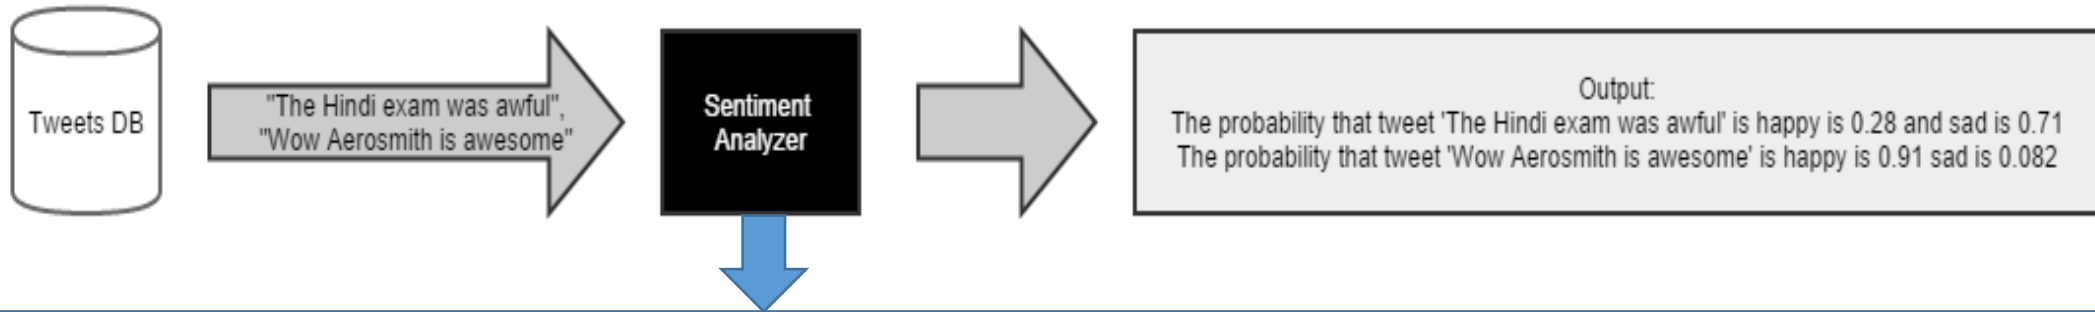 Tweets DB
"The Hindi exam was awful",
"Wow Aerosmith is awesome"
Sentiment
Analyzer
Output:
The probability that tweet 'The Hindi exam was awful' is happy is 0.28 and sad is 0.71
The probability that tweet 'Wow Aerosmith is awesome' is happy is 0.91 sad is 0.082